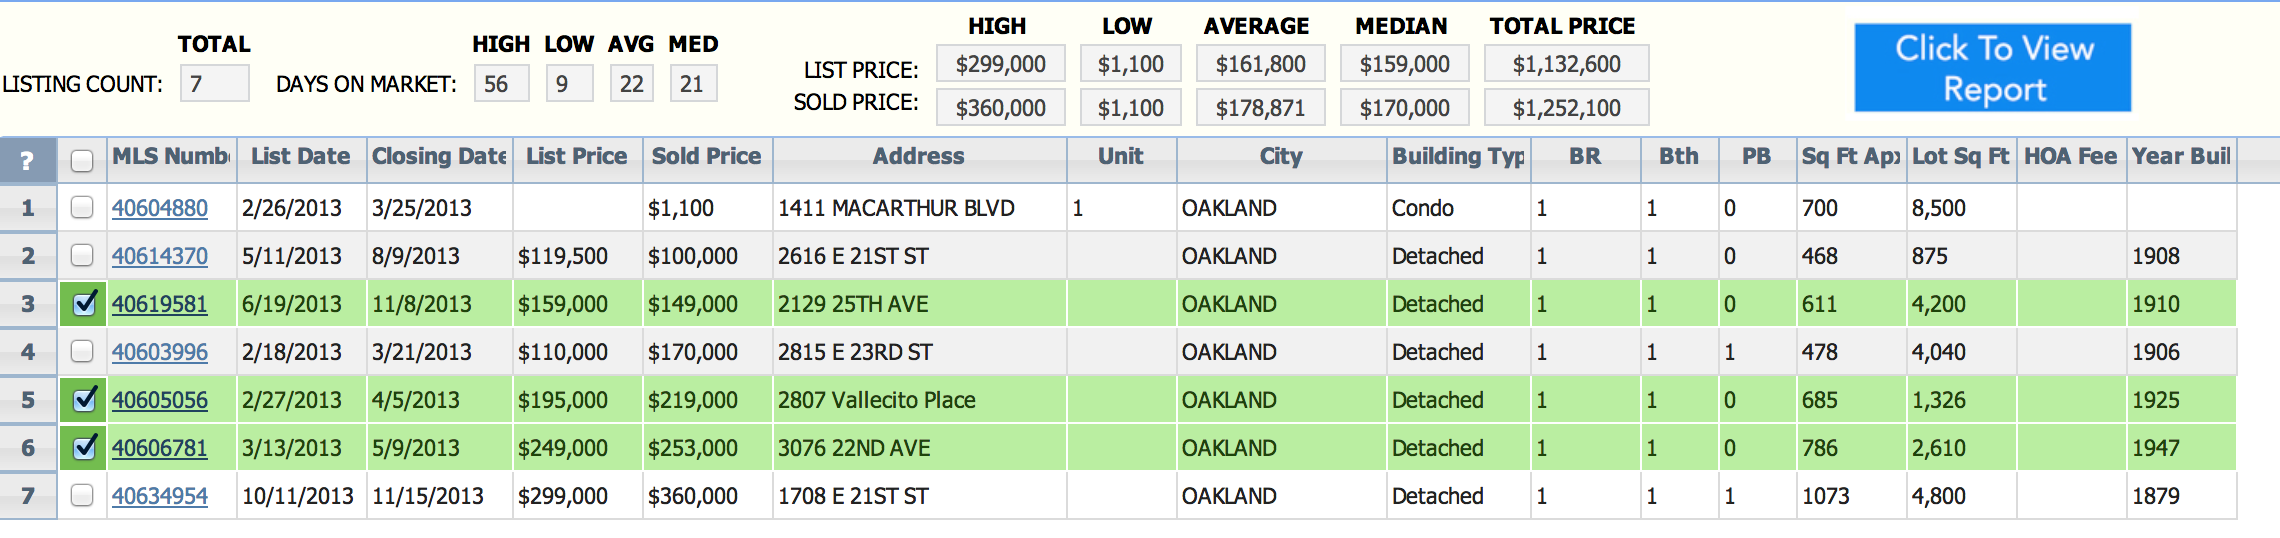 HIGH LOW AVERAGE MEDIAN TOTAL PRICE
TOTAL HIGH LOW AVG MED
LIST PRICE: $299,000 $1,100 $161,800 $159,000 $1,132,600
LISTING COUNT: 7 DAYS ON MARKET: 56 9 22 21
SOLD PRICE: $360,000 $1,100 $178,871 $170,000 $1,252,100
Click To View
Report
? MLS Numb List Date Closing Date List Price Sold Price Address Unit City Building Typ BR Bth PB Sq Ft Apx Lot Sq Ft HOA Fee Year Buil
1 40604880 2/26/2013 3/25/2013 $1,100 1411 MACARTHUR BLVD 1 OAKLAND Condo 1 1 0 700 8,500
2 40614370 5/11/2013 8/9/2013 $119,500 $100,000 2616 E 21ST ST OAKLAND Detached 1 1 0 468 875 1908
3 40619581 6/19/2013 11/8/2013 $159,000 $149,000 2129 25TH AVE OAKLAND Detached 1 1 0 611 4,200 1910
4 40603996 2/18/2013 3/21/2013 $110,000 $170,000 2815 E 23RD ST OAKLAND Detached 1 1 1 478 4,040 1906
5 40605056 2/27/2013 4/5/2013 $195,000 $219,000 2807 Vallecito Place OAKLAND Detached 1 1 0 685 1,326 1925
6 40606781 3/13/2013 5/9/2013 $249,000 $253,000 3076 22ND AVE OAKLAND Detached 1 1 0 786 2,610 1947
7 40634954 10/11/2013 11/15/2013 $299,000 $360,000 1708 E 21ST ST OAKLAND Detached 1 1 1 1073 4,800 1879